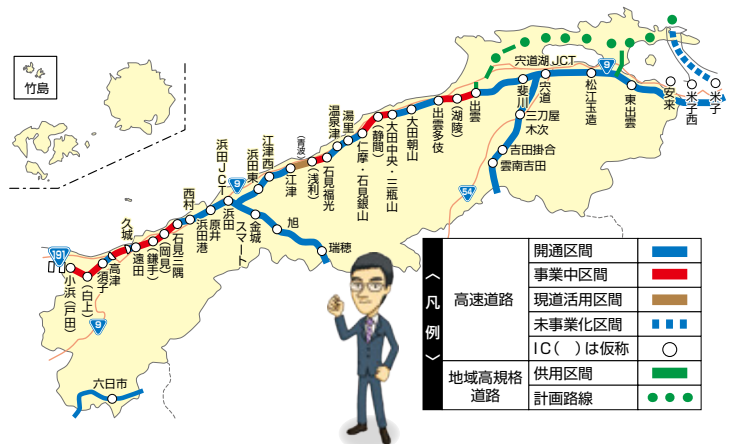 竹島
宍道湖JCT
9
出雲
斐川
宍道
三刀屋
木次
吉田掛合
雲南吉田
松江玉造
東出雲
安来
米子西
米子
54
(湖陵)
出雲多伎
大田朝山
大田中央・三瓶山
(静間)
仁摩・石見銀山
湯里
温泉津
石見福光
(浅利)
(青波)
江津
江津西
浜田東
9
浜田JCT
浜田
スマート
金城
旭
瑞穂
原井
浜田港
西村
石見三隅
(岡見)
(鎌手)
遠田
久城
高津
須子
(白上)
小浜(戸田)
191
9
六日市
〈凡例〉
高速道路
開通区間
事業中区間
現道活用区間
未事業化区間
IC( )は仮称
地域高規格
道路
供用区間
計画路線